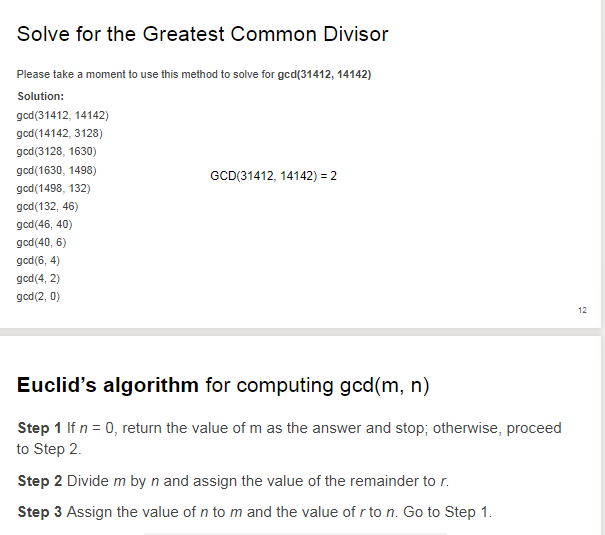 Solve for the Greatest Common Divisor
Please take a moment to use this method to solve for gcd(31412, 14142)
Solution:
gcd(31412, 14142)
gcd(14142, 3128)
gcd(3128, 1630)
gcd(1630, 1498)
gcd(1498, 132)
gcd(132, 46)
gcd(46, 40)
gcd(40, 6)
gcd(6, 4)
gcd(4, 2)
gcd(2, 0)
GCD(31412, 14142) = 2
12
Euclid’s algorithm for computing gcd(m, n)
Step 1 If n = 0, return the value of m as the answer and stop; otherwise, proceed
to Step 2.
Step 2 Divide m by n and assign the value of the remainder to r.
Step 3 Assign the value of n to m and the value of r to n. Go to Step 1.